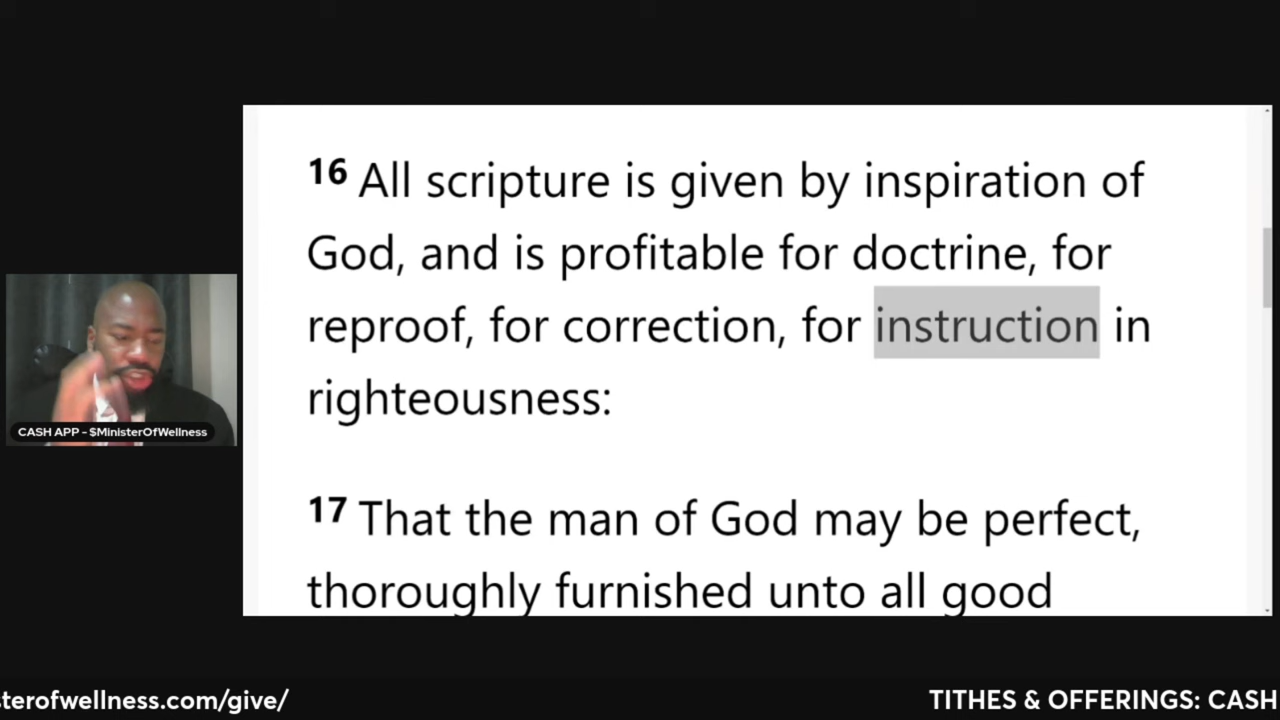 16 All scripture is given by inspiration of
God, and is profitable for doctrine, for
reproof, for correction, for instruction in
righteousness:
17 That the man of God may be perfect,
thoroughly furnished unto all good
CASH APP - $MinisterOfWellness
sterofwellness.com/give/
TITHES & OFFERINGS: CASH